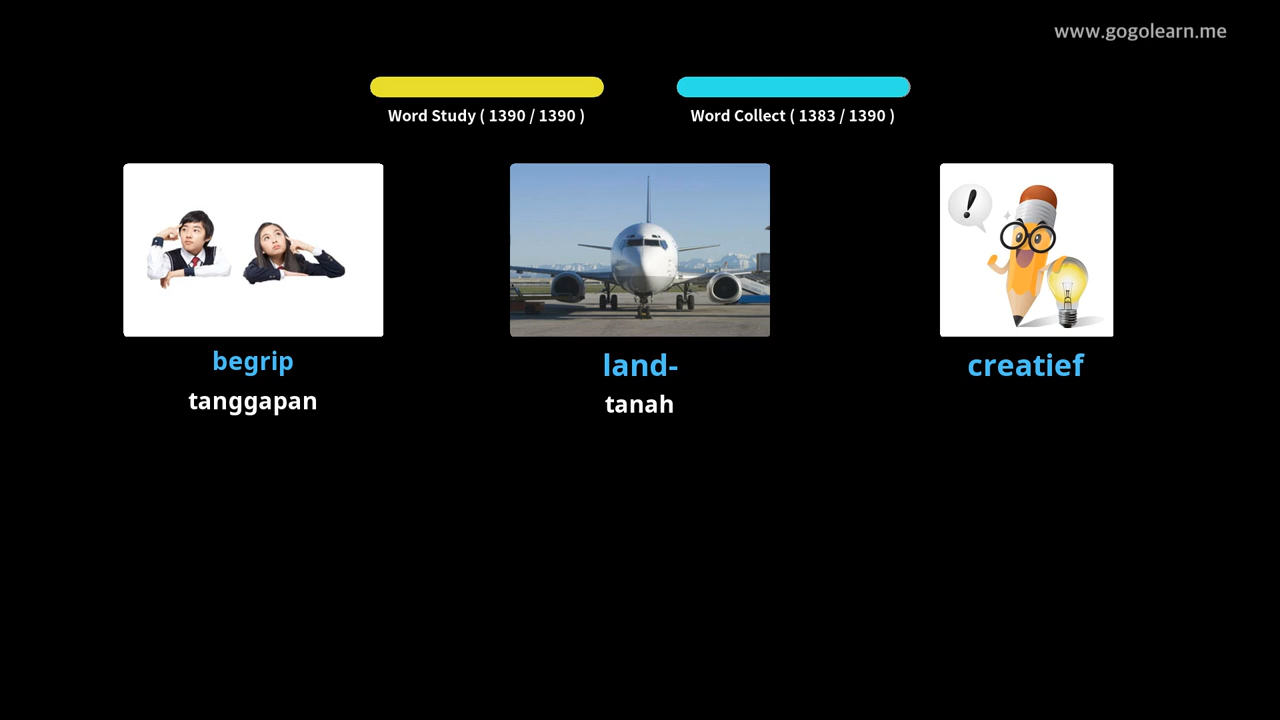 www.gogolearn.me
Word Study ( 1390 / 1390 )
Word Collect ( 1383 / 1390 )
begrip
tanggapan
land-
tanah
creatief